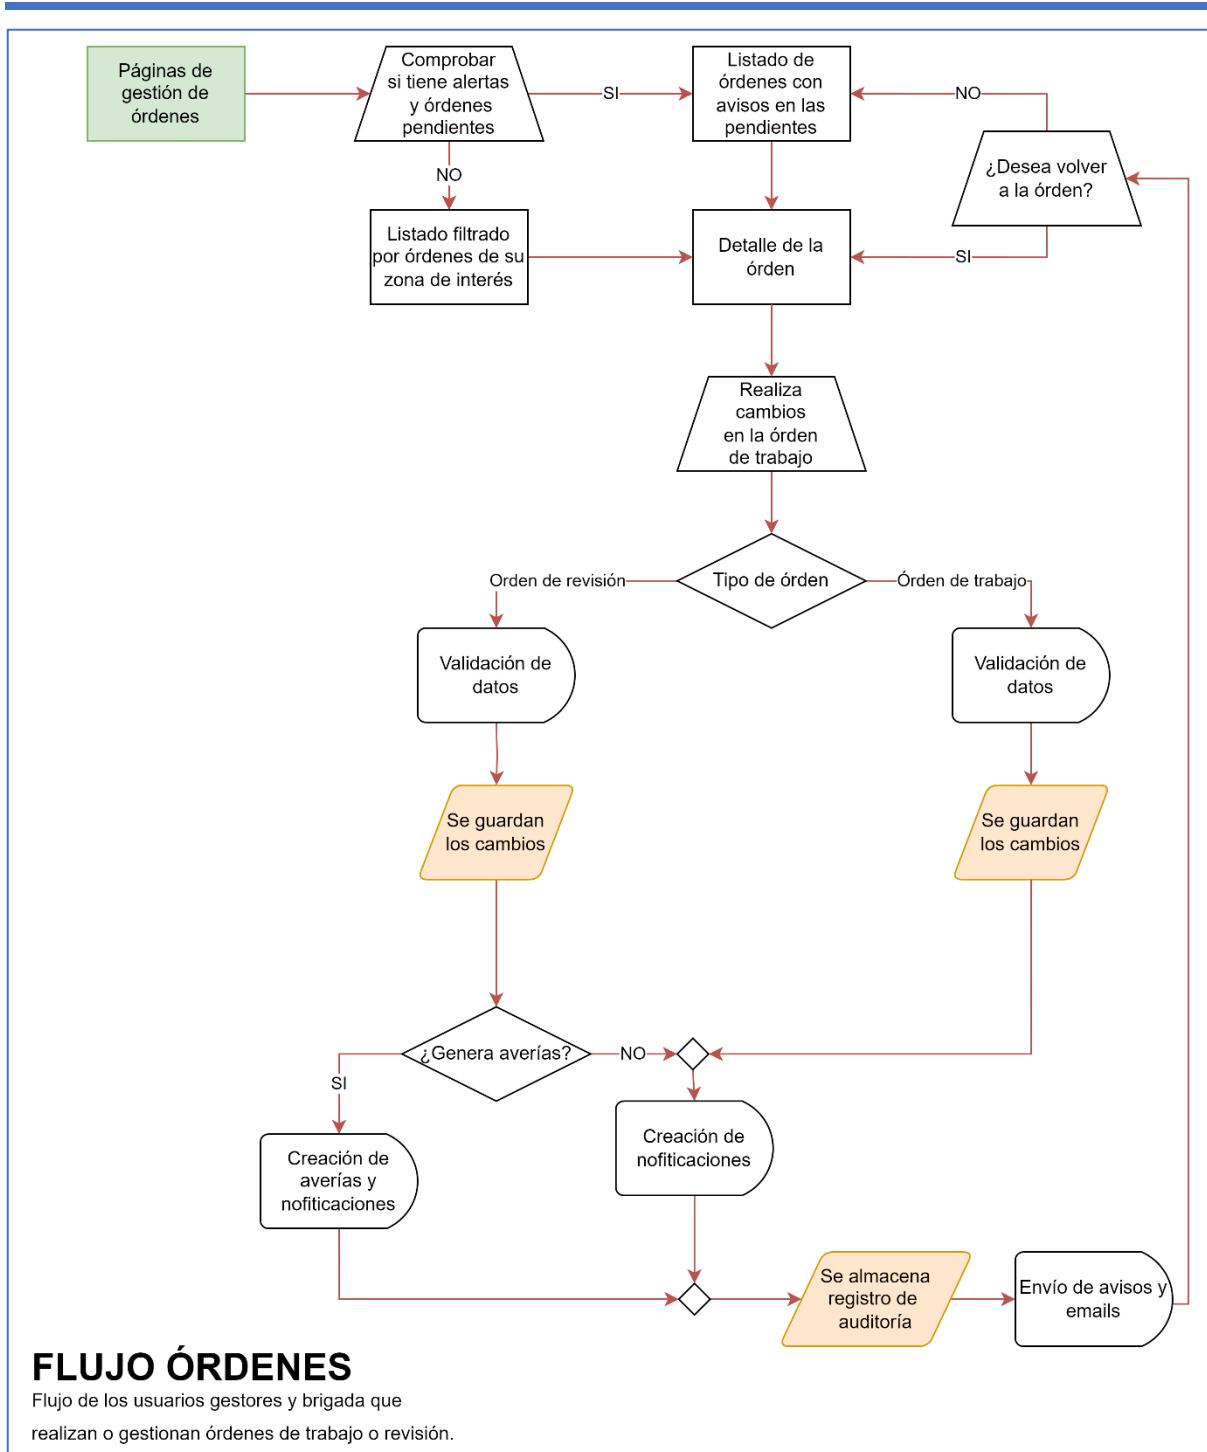 Páginas de
gestión de
órdenes
Comprobar
si tiene alertas
y órdenes
pendientes
SI
Listado de
órdenes con
avisos en las
pendientes
NO
¿Desea volver
a la órden?
NO
Listado filtrado
por órdenes de su
zona de interés
Detalle de la
órden
SI
Realiza
cambios
en la órden
de trabajo
Orden de revisión
Tipo de órden
Órden de trabajo
Validación de
datos
Validación de
datos
Se guardan
los cambios
Se guardan
los cambios
¿Genera averías?
NO
SI
Creación de
averías y
nofiticaciones
Creación de
nofiticaciones
Se almacena
registro de
auditoría
Envío de avisos y
emails
FLUJO ÓRDENES
Flujo de los usuarios gestores y brigada que
realizan o gestionan órdenes de trabajo o revisión.